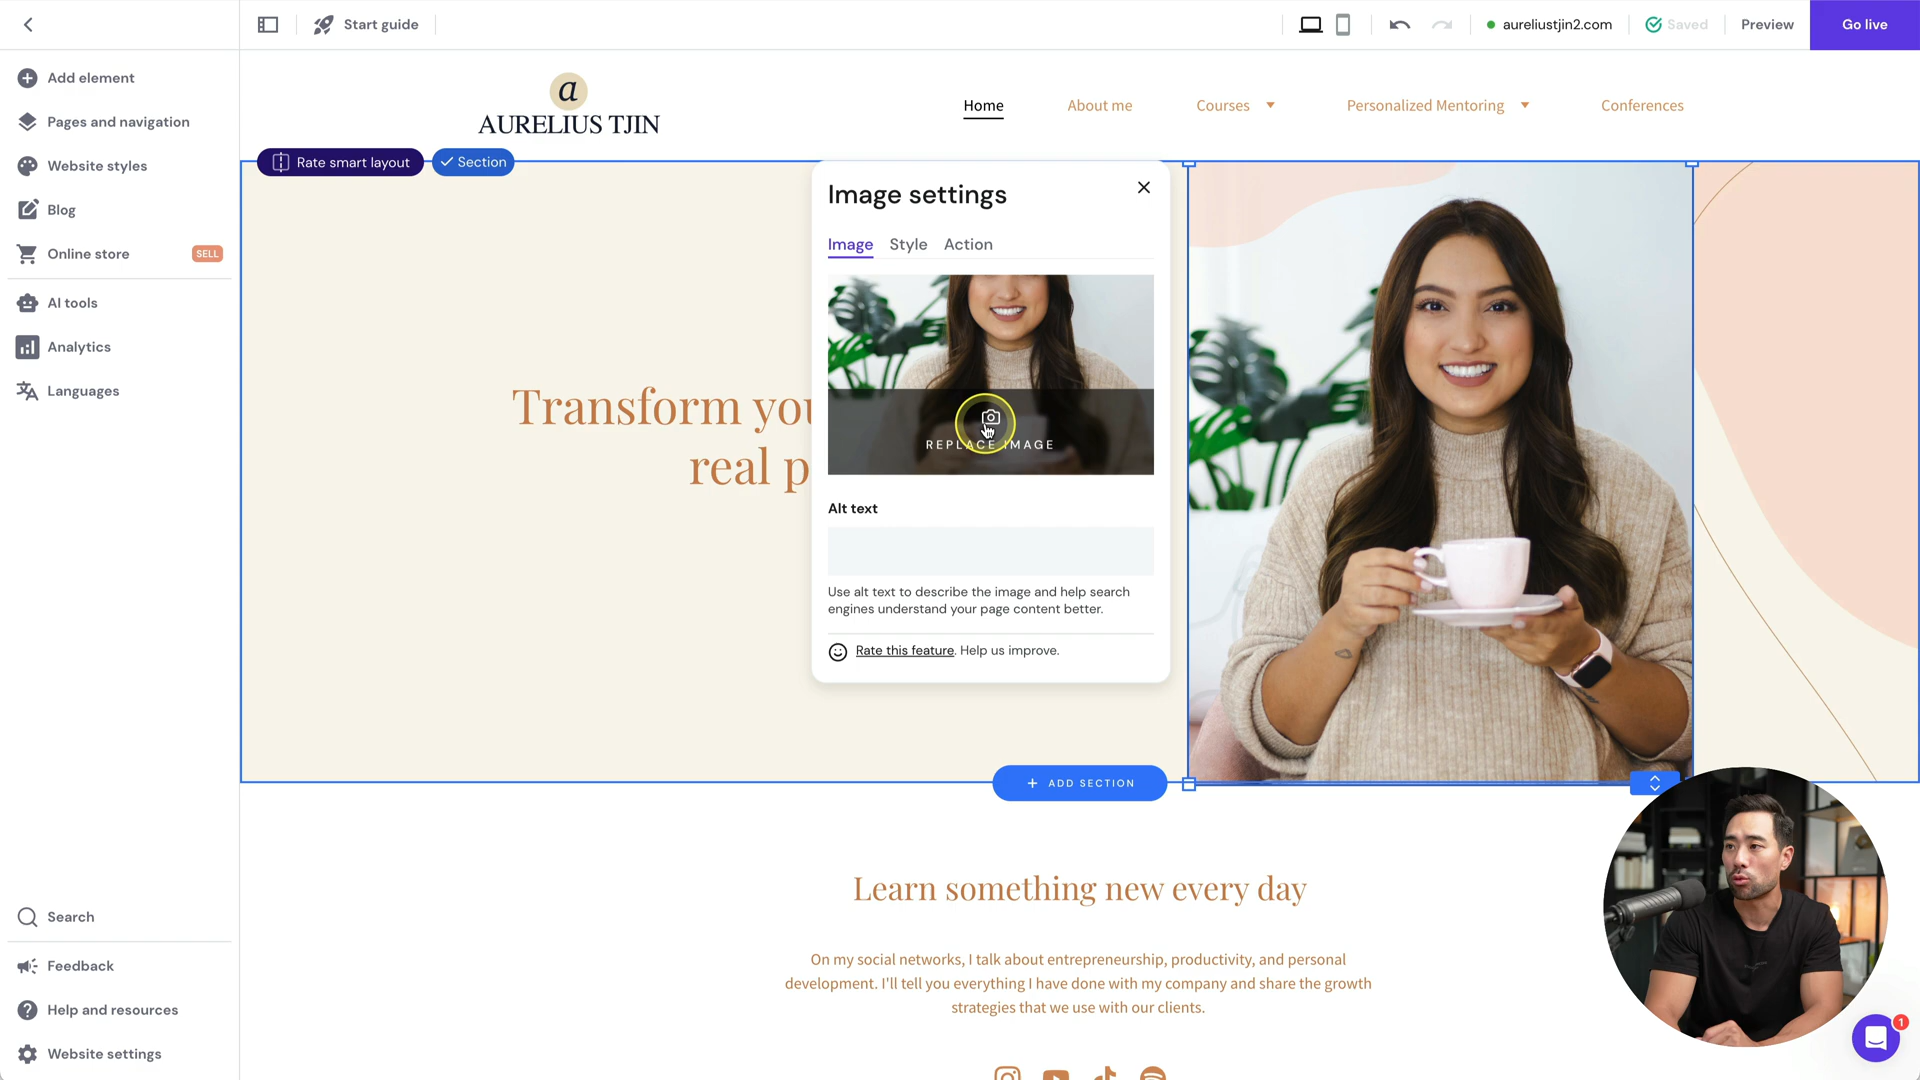 Start guide
aureliustjin2.com
Saved
Preview
Go live
Add element
Pages and navigation
Website styles
Blog
Online store
SELL
AI tools
Analytics
Languages
Search
Feedback
Help and resources
Website settings
a
AURELIUS TJIN
Home
About me
Courses
Personalized Mentoring
Conferences
Rate smart layout
Section
Transform you
real p
Image settings
Image
Style
Action
REPLACE IMAGE
Alt text
Use alt text to describe the image and help search
engines understand your page content better.
Rate this feature. Help us improve.
+ ADD SECTION
Learn something new every day
On my social networks, I talk about entrepreneurship, productivity, and personal
development. I'll tell you everything I have done with my company and share the growth
strategies that we use with our clients.
1